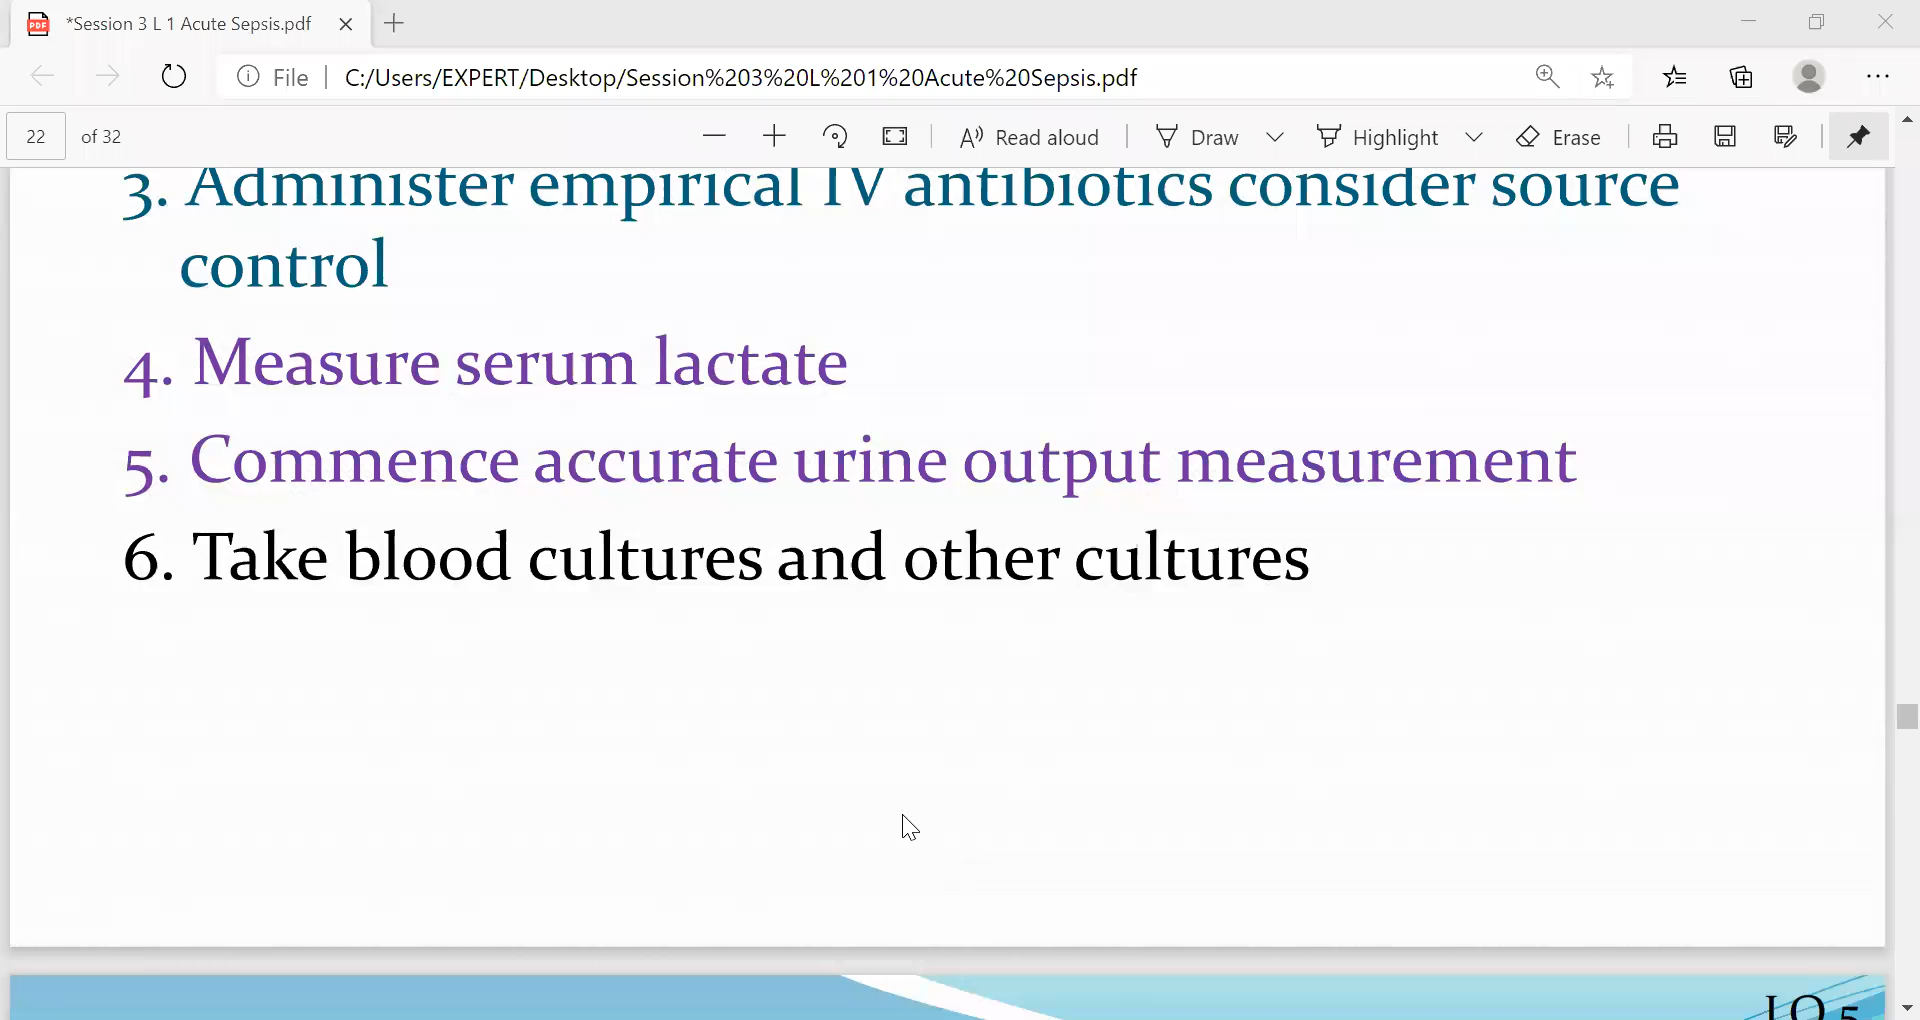 *Session 3 L 1 Acute Sepsis.pdf
File
C:/Users/EXPERT/Desktop/Session%203%20L%201%20Acute%20Sepsis.pdf
22 of 32
Read aloud
Draw
Highlight
Erase
3. Administer empirical IV antibiotics consider source
control
4. Measure serum lactate
5. Commence accurate urine output measurement
6. Take blood cultures and other cultures
LO 5